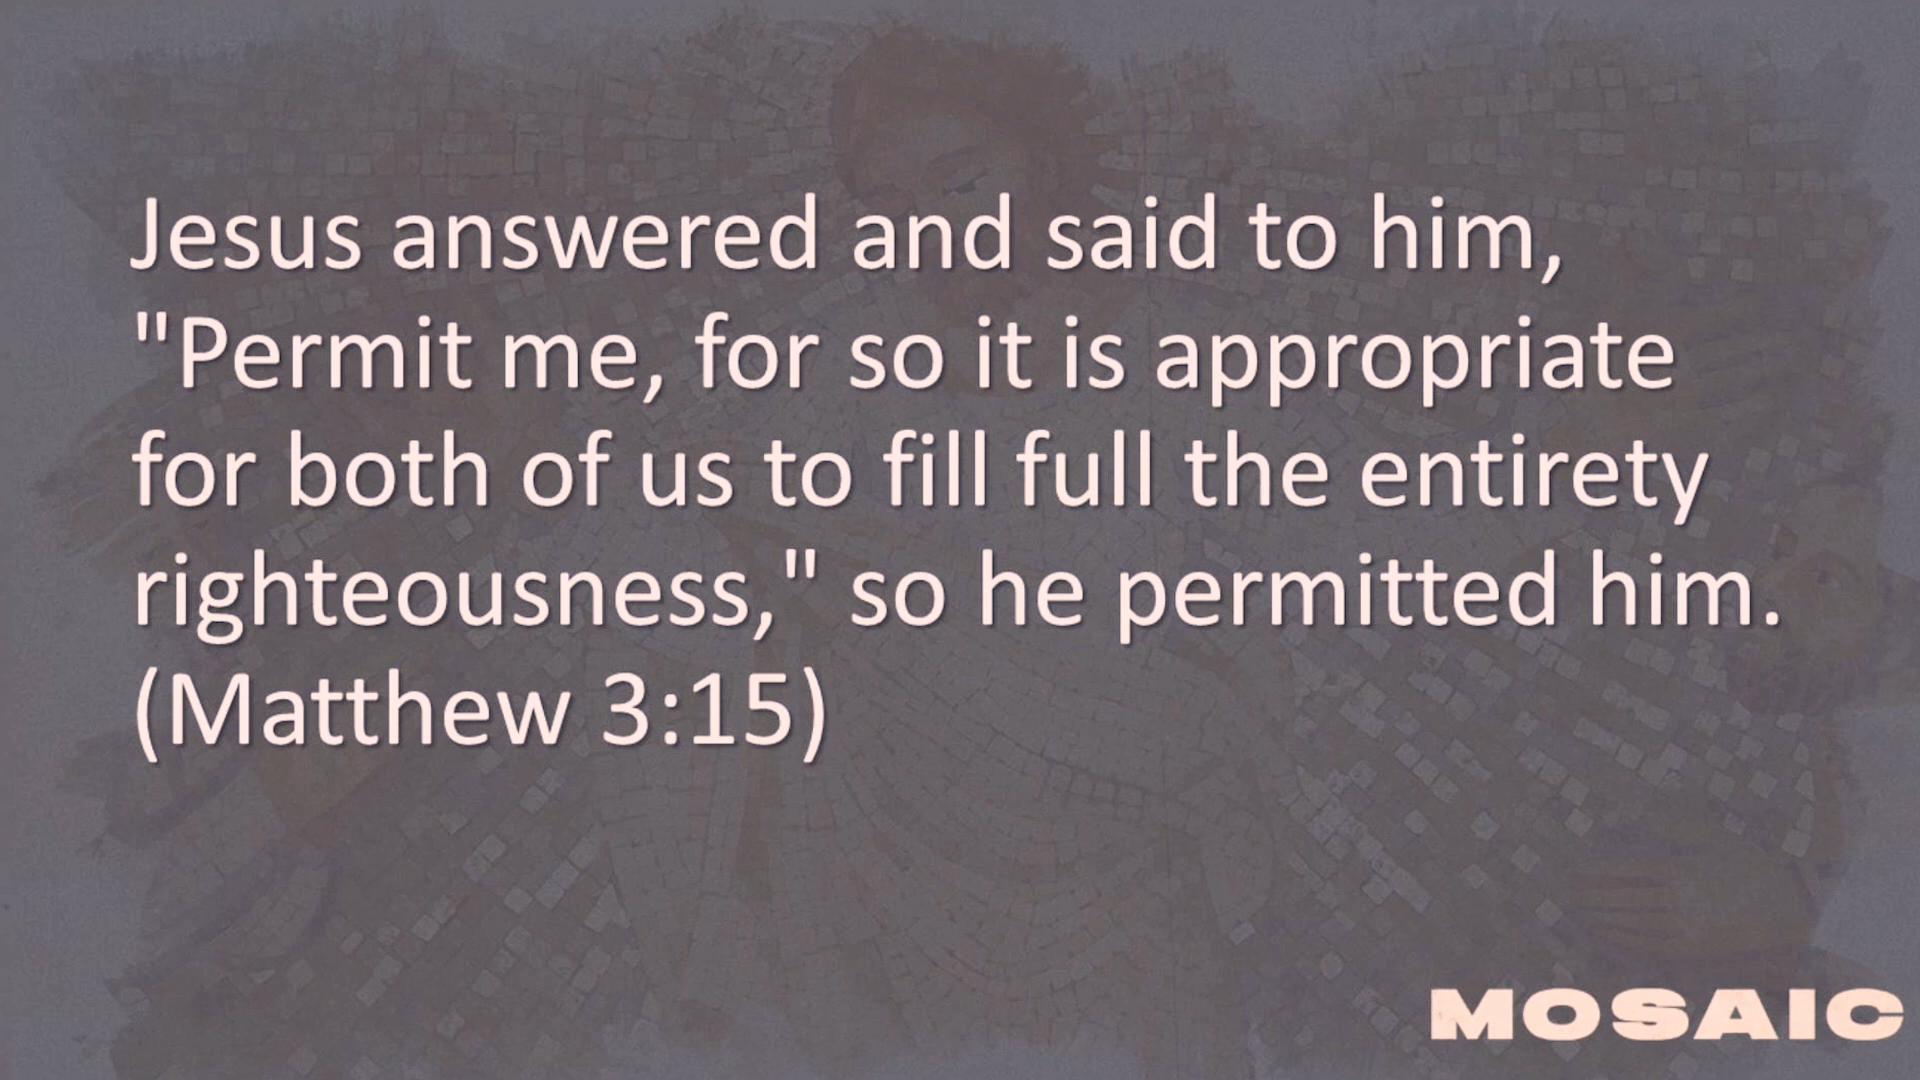 Jesus answered and said to him,
"Permit me, for so it is appropriate
for both of us to fill full the entirety
righteousness," so he permitted him.
(Matthew 3:15)
MOSAIC